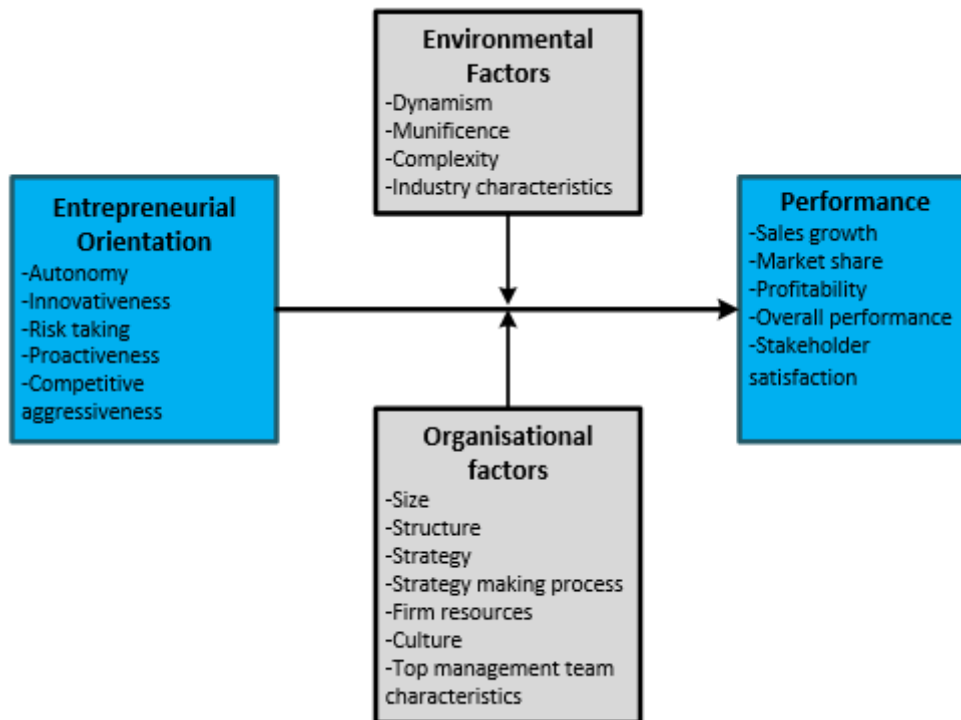 Environmental
Factors
-Dynamism
-Munificence
-Complexity
-Industry characteristics
Entrepreneurial
Orientation
-Autonomy
-Innovativeness
-Risk taking
-Proactiveness
-Competitive
aggressiveness
Performance
-Sales growth
-Market share
-Profitability
-Overall performance
-Stakeholder
satisfaction
Organisational
factors
-Size
-Structure
-Strategy
-Strategy making process
-Firm resources
-Culture
-Top management team
characteristics